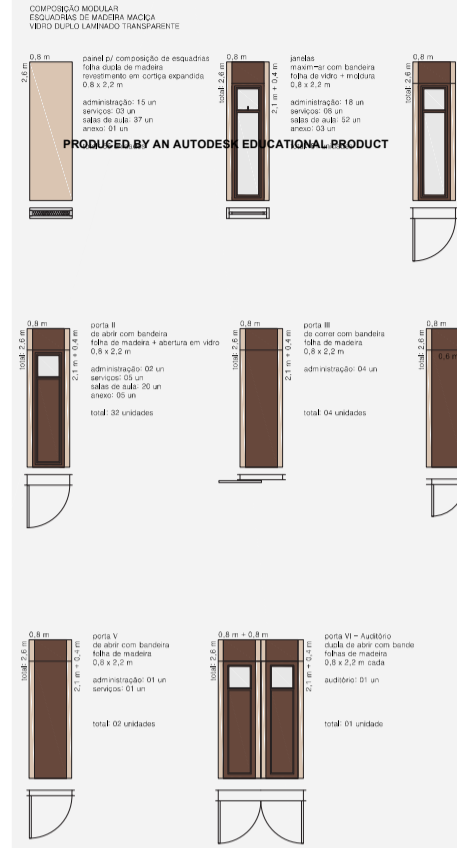 COMPOSIÇÃO MODULAR
ESQUADRIAS DE MADEIRA MACIÇA
VIDRO DUPLO LAMINADO TRANSPARENTE
0,8 m
total: 2,6 m
painel p/ composição de esquadrias
folha dupla de madeira
revestimento em cortiça expandida
0,8 x 2,2 m
administração: 15 un
serviços: 03 un
salas de aula: 37 un
anexo: 01 un
0,8 m
total: 2,6 m
2,1 m + 0,4 m
janelas
maxim-ar com bandeira
folha de vidro + moldura
0,8 x 2,2 m
administração: 18 un
serviços: 08 un
salas de aula: 52 un
anexo: 03 un
0,8 m
total: 2,6 m
PRODUCED BY AN AUTODESK EDUCATIONAL PRODUCT
0,8 m
total: 2,6 m
2,1 m + 0,4 m
porta II
de abrir com bandeira
folha de madeira + abertura em vidro
0,8 x 2,2 m
administração: 02 un
serviços: 05 un
salas de aula: 20 un
anexo: 05 un
total: 32 unidades
0,8 m
total: 2,6 m
2,1 m + 0,4 m
porta III
de correr com bandeira
folha de madeira
0,8 x 2,2 m
administração: 04 un
total: 04 unidades
0,8 m
total: 2,6 m
0,6 m
0,8 m
total: 2,6 m
2,1 m + 0,4 m
porta V
de abrir com bandeira
folha de madeira
0,8 x 2,2 m
administração: 01 un
serviços: 01 un
total: 02 unidades
0,8 m + 0,8 m
total: 2,6 m
2,1 m + 0,4 m
porta VI - Auditório
dupla de abrir com bande
folhas de madeira
0,8 x 2,2 m cada
auditório: 01 un
total: 01 unidade